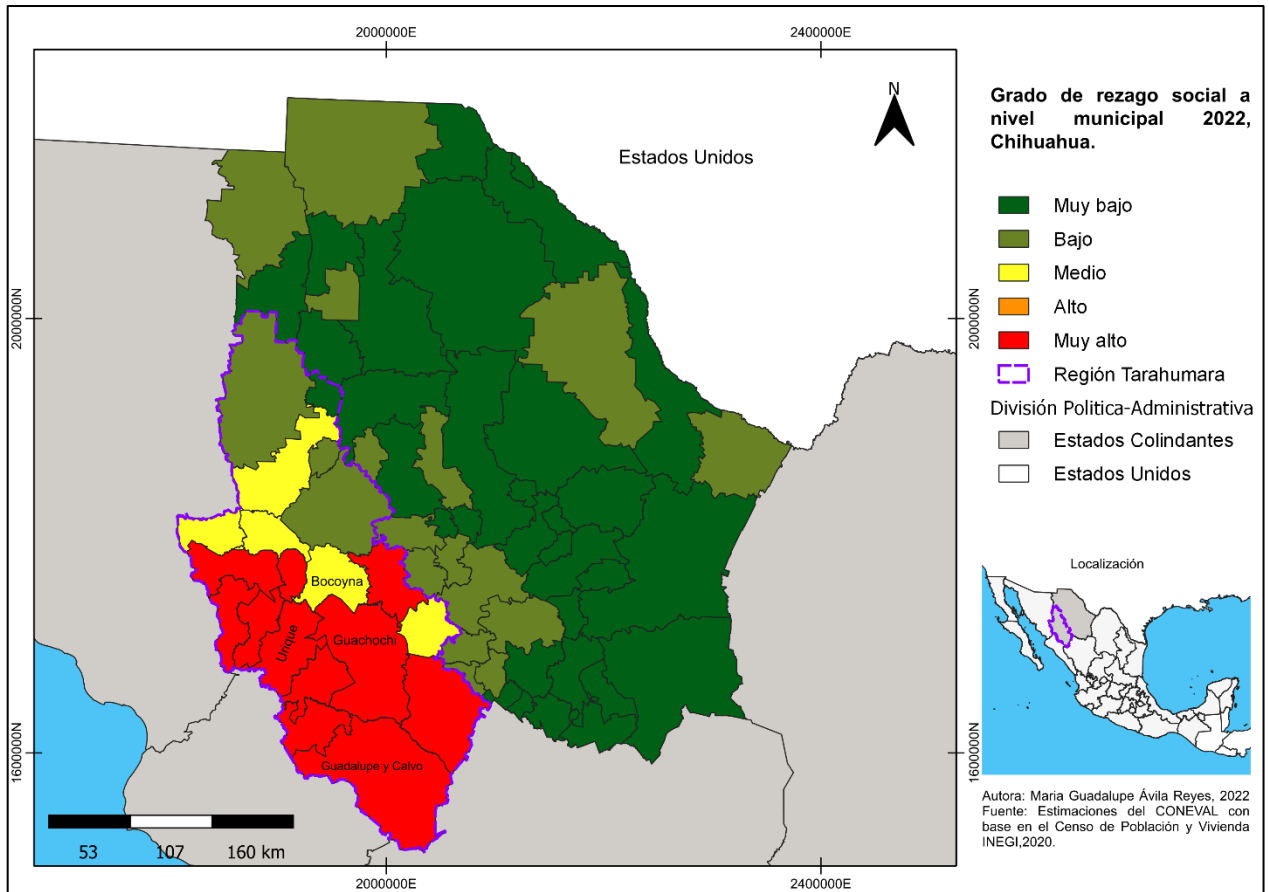 2000000E
2400000E
N
Estados Unidos
2000000N
2000000N
Bocoyna
Urique
Guachochi
Guadalupe y Calvo
1600000N
1600000N
53 107 160 km
2000000E
2400000E
Grado de rezago social a
nivel municipal 2022,
Chihuahua.
Muy bajo
Bajo
Medio
Alto
Muy alto
Región Tarahumara
División Politica-Administrativa
Estados Colindantes
Estados Unidos
Localización
Autora: Maria Guadalupe Ávila Reyes, 2022
Fuente: Estimaciones del CONEVAL con
base en el Censo de Población y Vivienda
INEGI,2020.